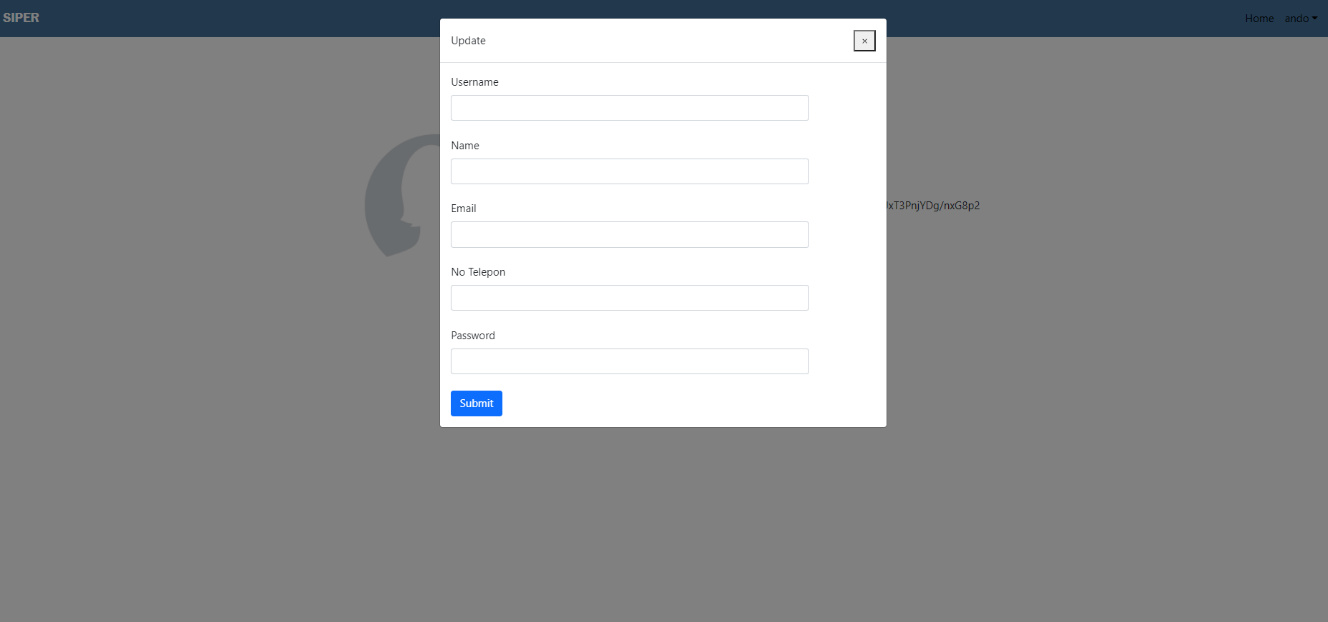 SIPER
Home
ando
Update
×
Username
Name
xT3PnjYDg/nxG8p2
Email
No Telepon
Password
Submit